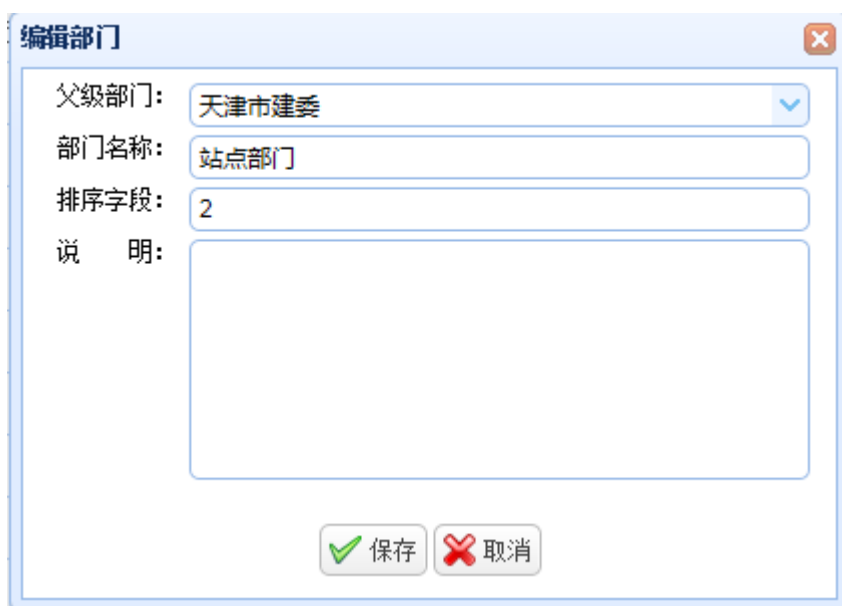 编辑部门
父级部门： 天津市建委
部门名称： 站点部门
排序字段： 2
说 明：
保存 取消